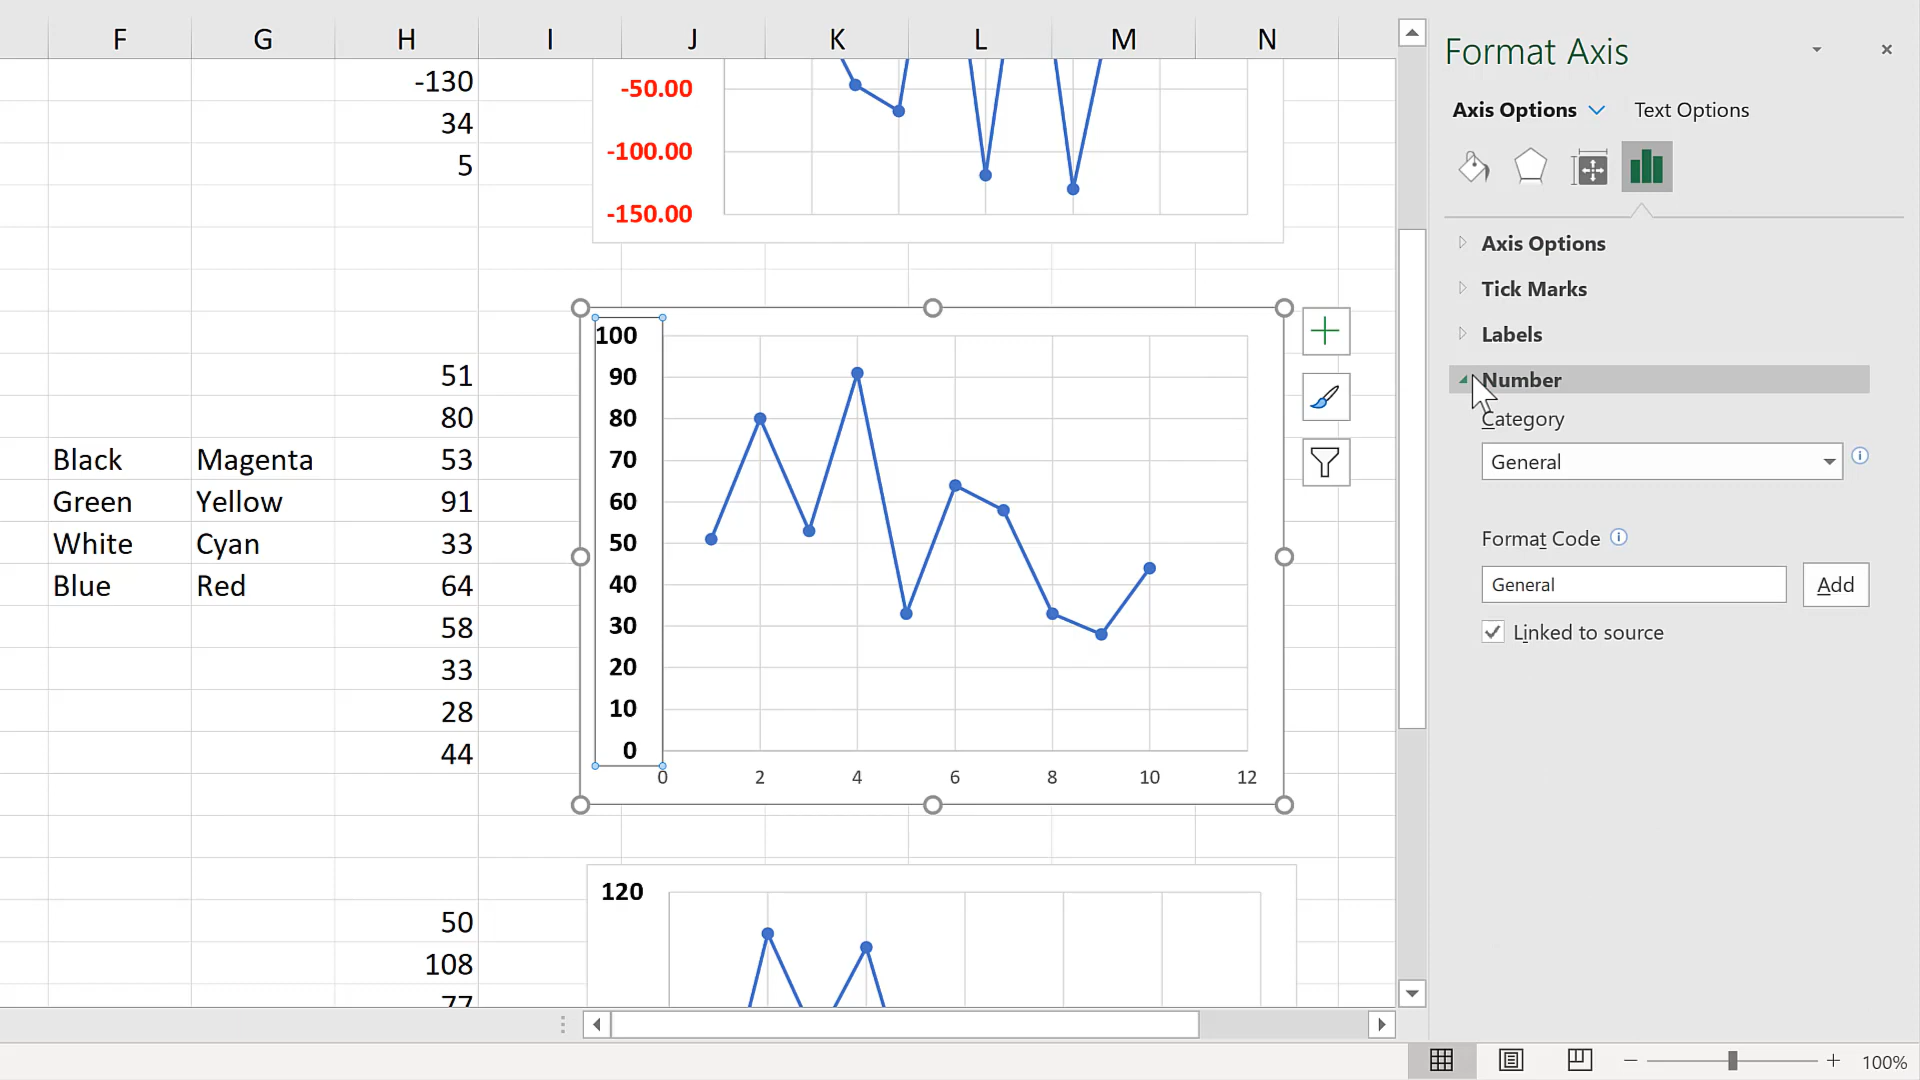 F G H I J K L M N
-130
34
5
-50.00
-100.00
-150.00
51
80
Black Magenta 53
Green Yellow 91
White Cyan 33
Blue Red 64
58
33
28
44
50
108
77
100
90
80
70
60
50
40
30
20
10
0
0 2 4 6 8 10 12
120
Format Axis
Axis Options Text Options
Axis Options
Tick Marks
Labels
Number
Category
General
Format Code
General Add
Linked to source
100%